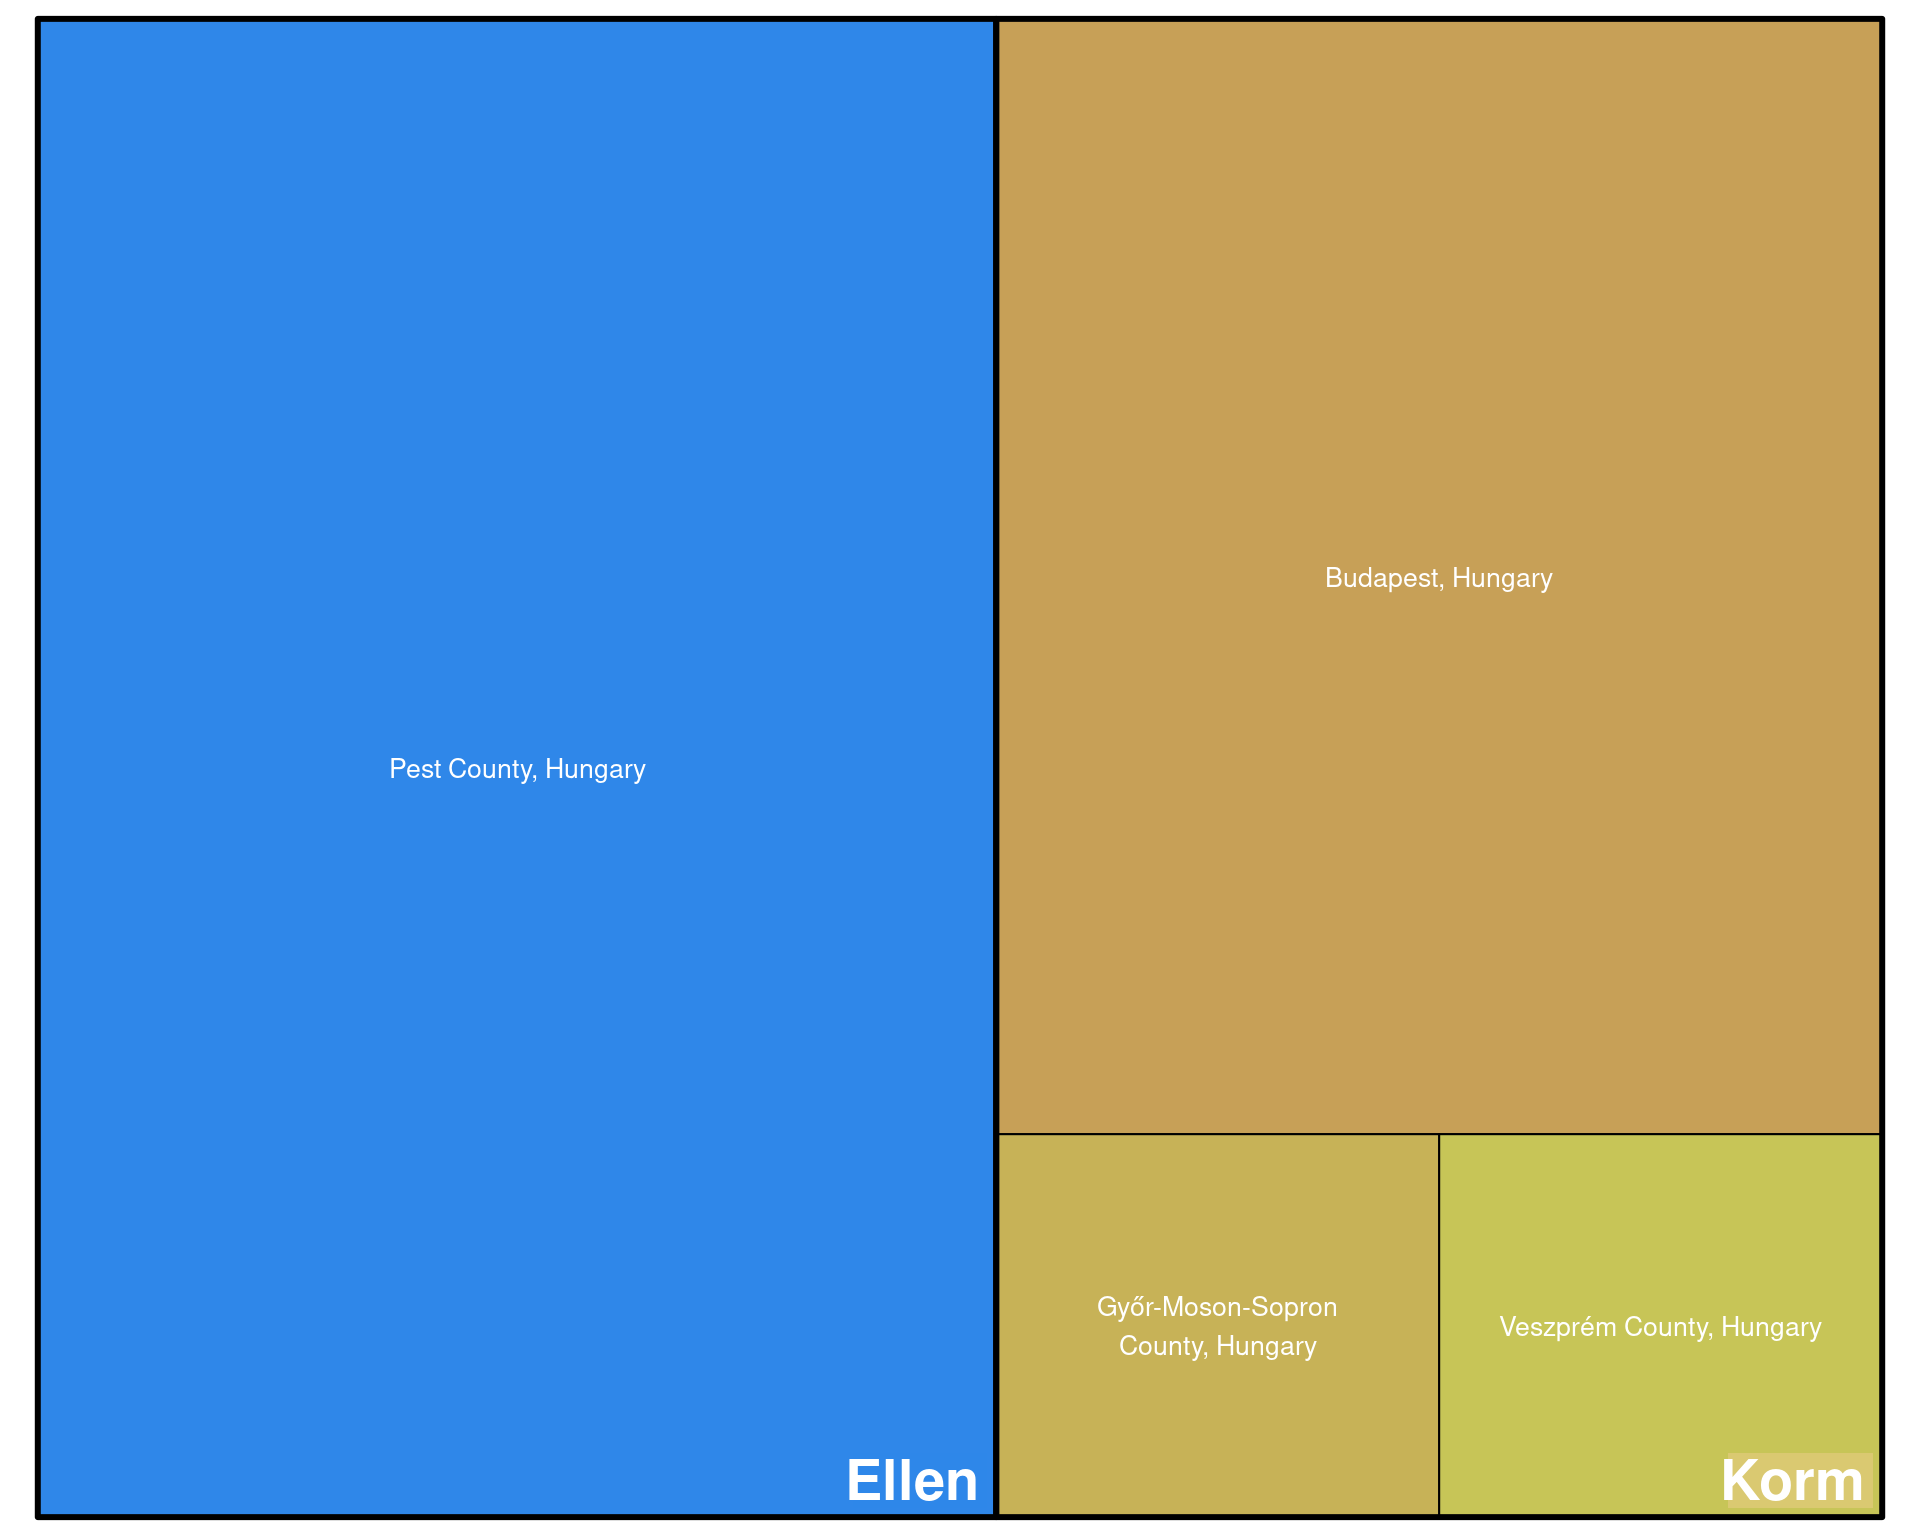 Pest County, Hungary
Ellen
Budapest, Hungary
Győr-Moson-Sopron
County, Hungary
Veszprém County, Hungary
Korm